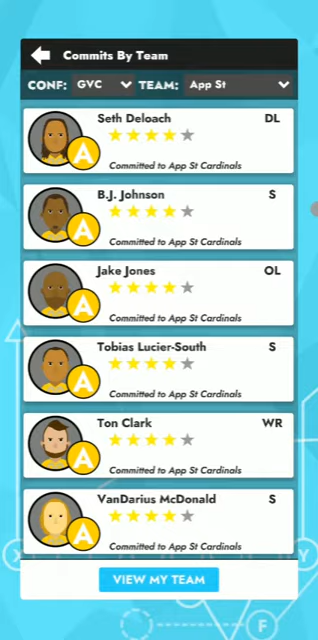 Commits By Team
CONF: GVC TEAM: App St
Seth Deloach DL
A
Committed to App St Cardinals
B.J. Johnson S
A
Committed to App St Cardinals
Jake Jones OL
A
Committed to App St Cardinals
Tobias Lucier-South S
A
Committed to App St Cardinals
Ton Clark WR
A
Committed to App St Cardinals
VanDarius McDonald S
A
Committed to App St Cardinals
X Y
VIEW MY TEAM
F